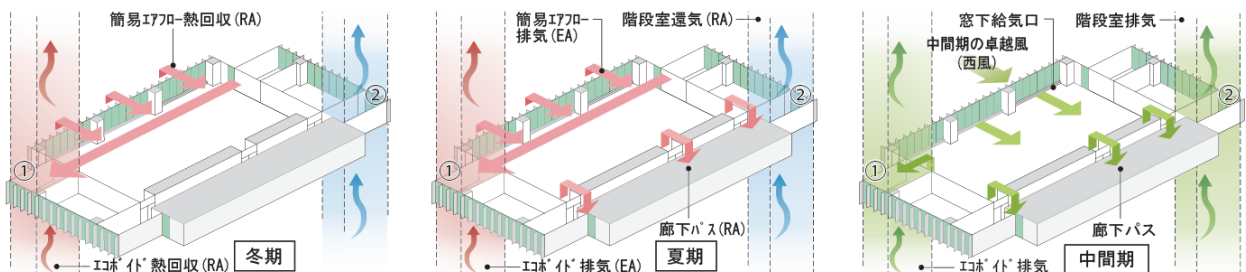 簡易ｴｱﾌﾛｰ熱回収(RA)
①
②
ｴｺﾎﾞｲﾄﾞ熱回収(RA)
冬期
簡易ｴｱﾌﾛｰ
排気(EA)
階段室還気(RA)
①
②
廊下ﾊﾟｽ(RA)
ｴｺﾎﾞｲﾄﾞ排気(EA)
夏期
窓下給気口
階段室排気
中間期の卓越風
(西風)
①
②
廊下パス
ｴｺﾎﾞｲﾄﾞ排気
中間期